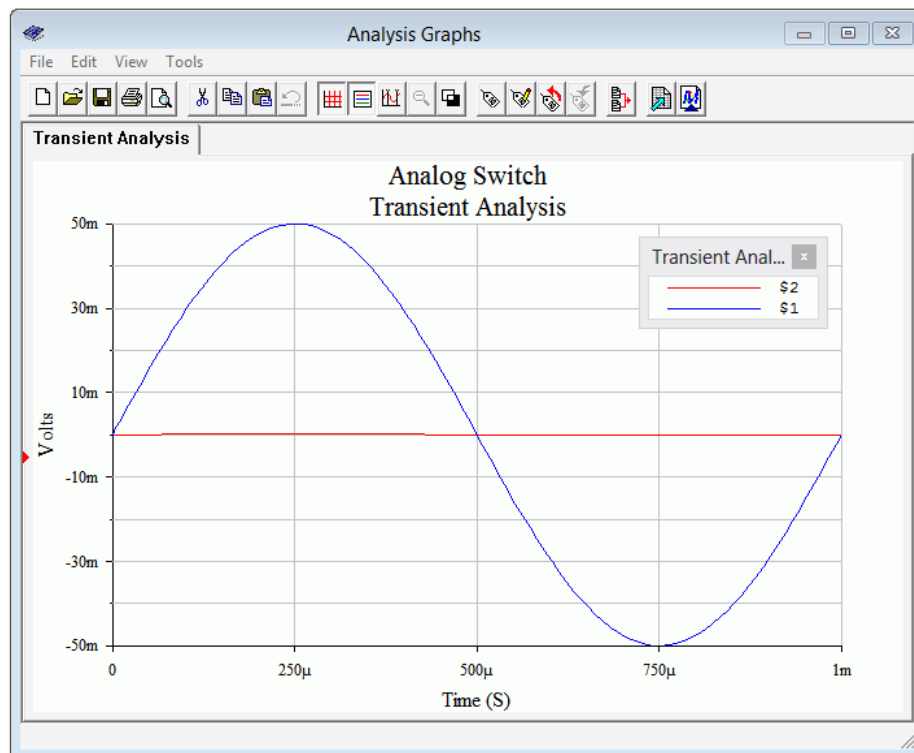 Analysis Graphs
File Edit View Tools
Transient Analysis
Analog Switch
Transient Analysis
Transient Anal...
$2
$1
Volts
50m
30m
10m
-10m
-30m
-50m
0 250μ 500μ 750μ 1m
Time (S)